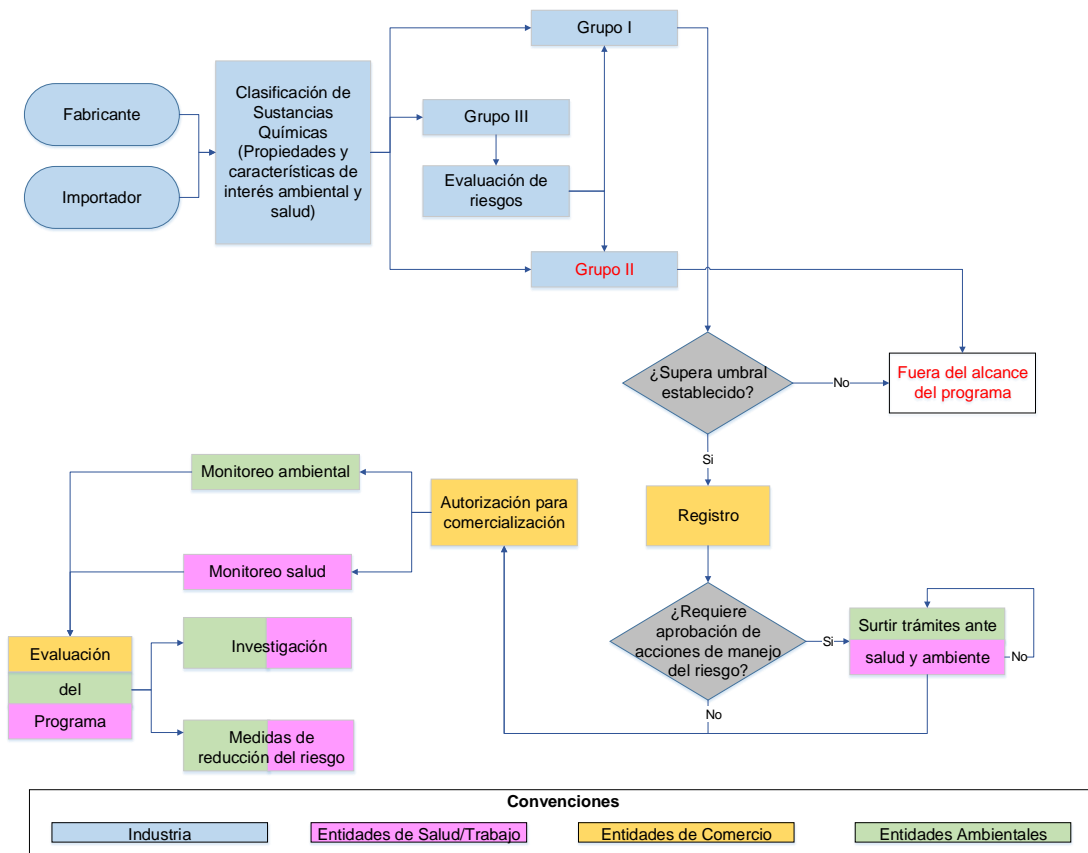 Grupo I
Fabricante
Importador
Clasificación de
Sustancias
Químicas
(Propiedades y
características de
interés ambiental y
salud)
Grupo III
Evaluación de
riesgos
Grupo II
¿Supera umbral
establecido?
No
Fuera del alcance
del programa
Si
Registro
¿Requiere
aprobación de
acciones de manejo
del riesgo?
Si
Surtir trámites ante
salud y ambiente
No
No
Autorización para
comercialización
Monitoreo ambiental
Monitoreo salud
Evaluación
del
Programa
Investigación
Medidas de
reducción del riesgo
Convenciones
Industria
Entidades de Salud/Trabajo
Entidades de Comercio
Entidades Ambientales